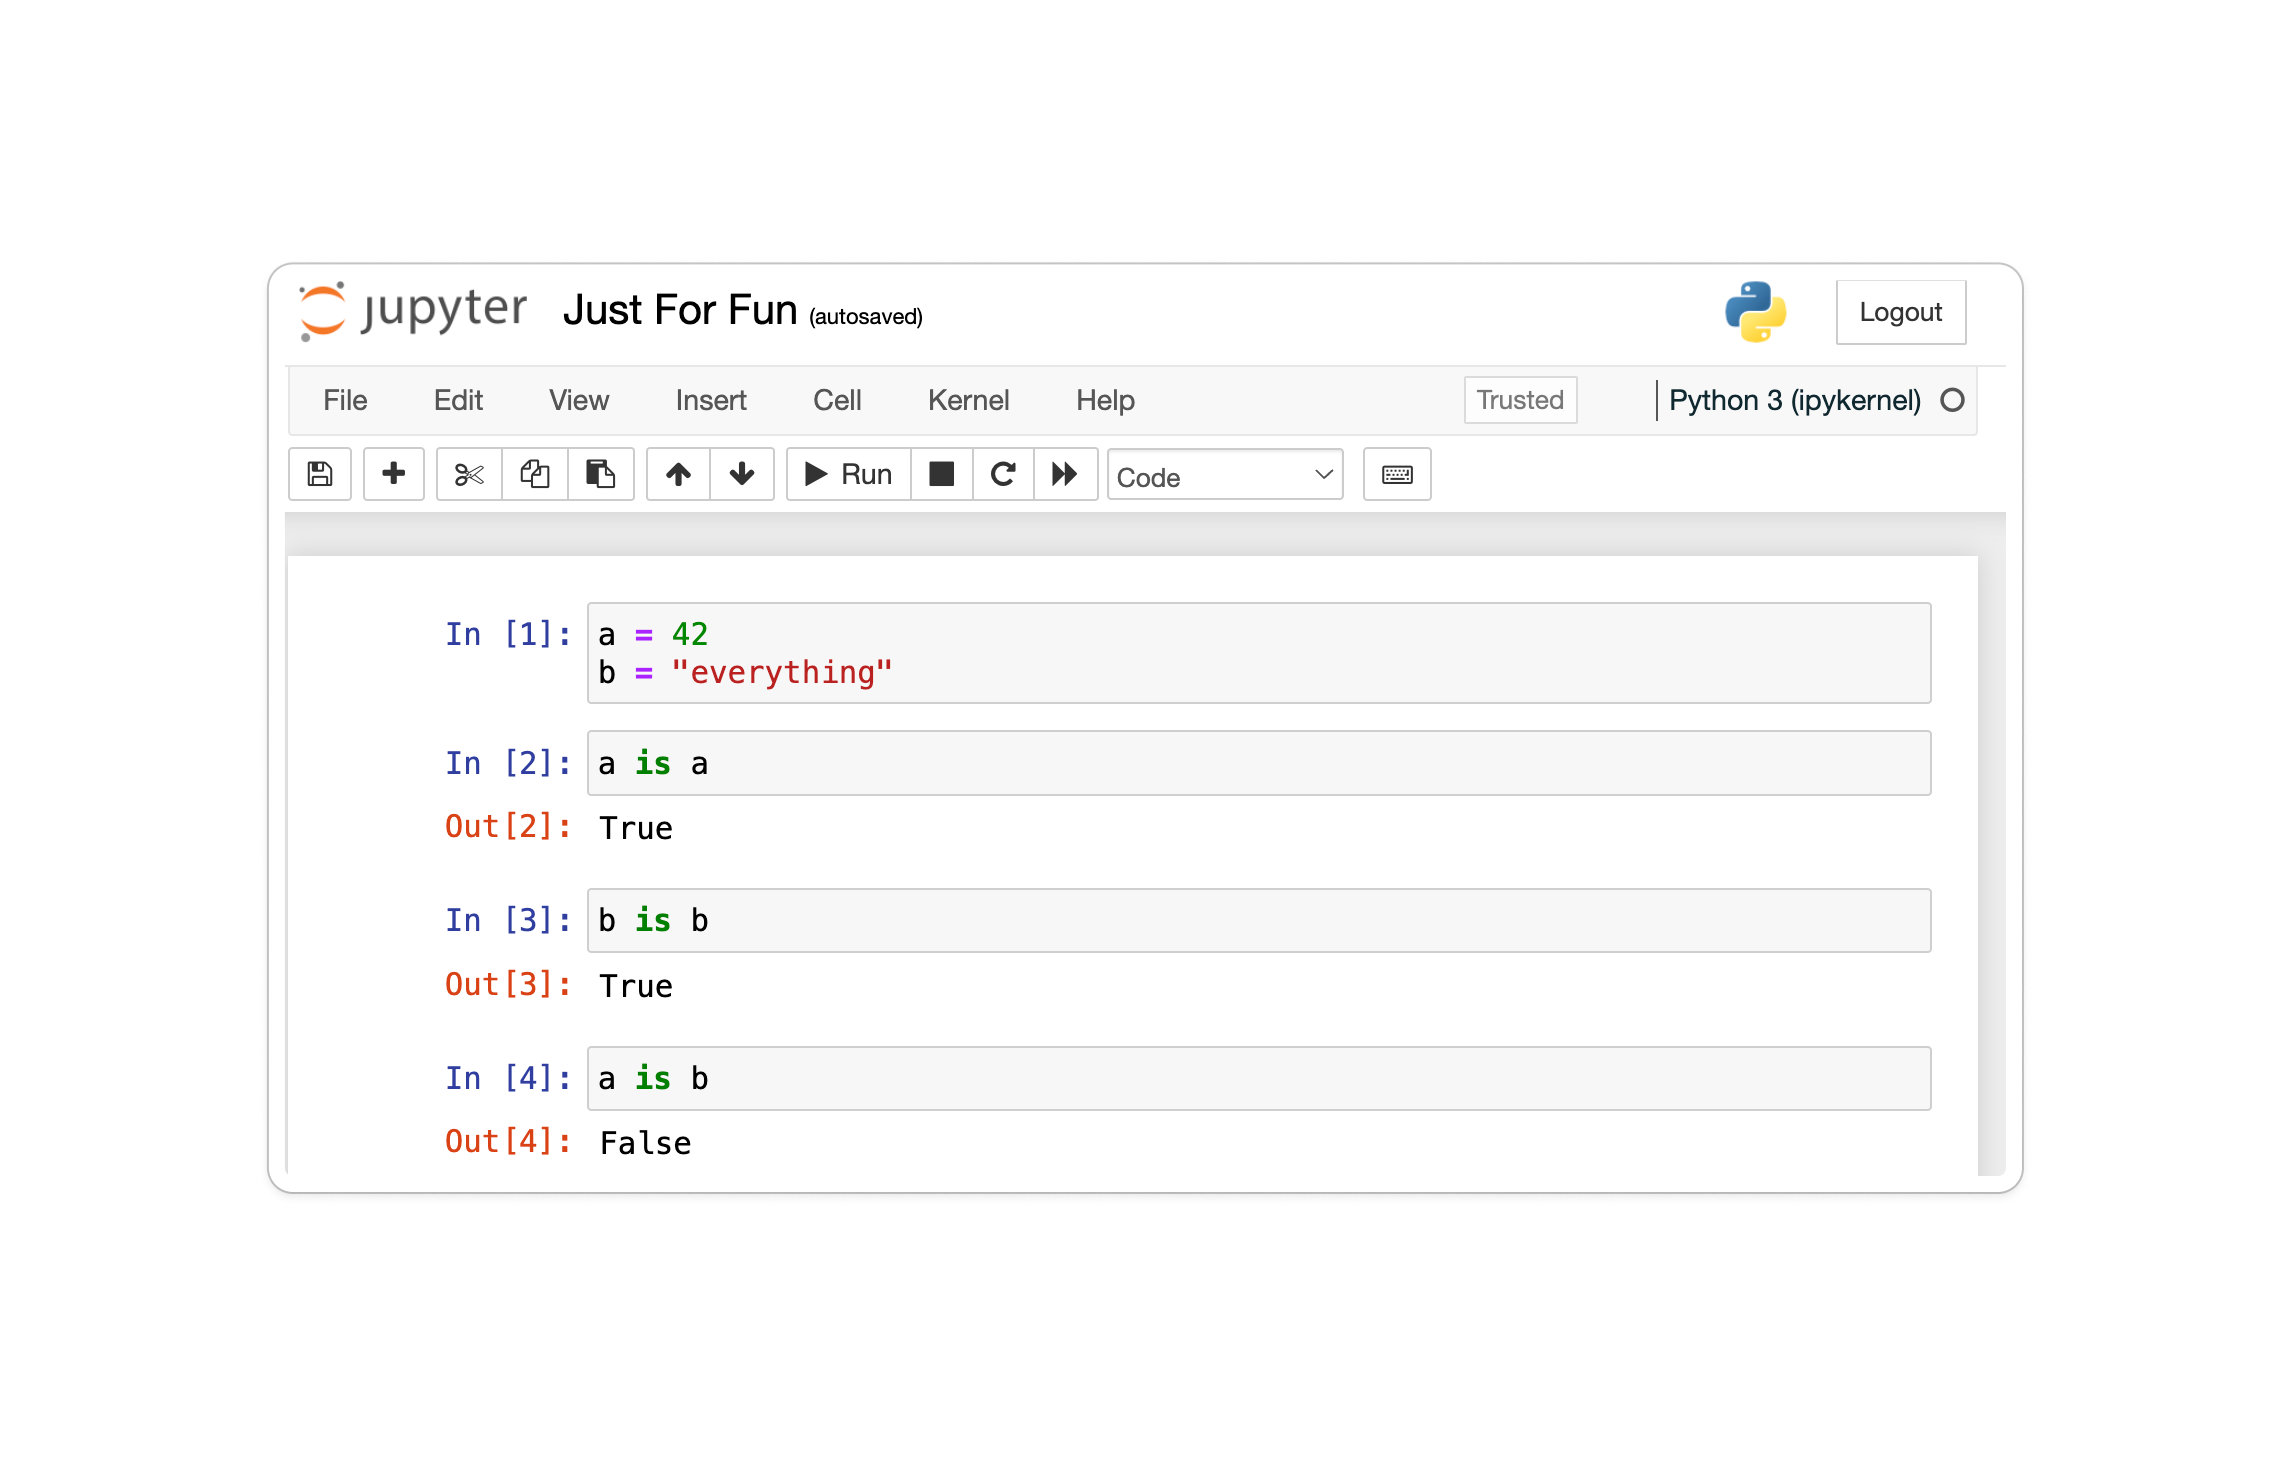 jupyter Just For Fun (autosaved) Logout
File Edit View Insert Cell Kernel Help Trusted Python 3 (ipykernel)
Run Code
In [1]: a = 42
b = "everything"
In [2]: a is a
Out[2]: True
In [3]: b is b
Out[3]: True
In [4]: a is b
Out[4]: False